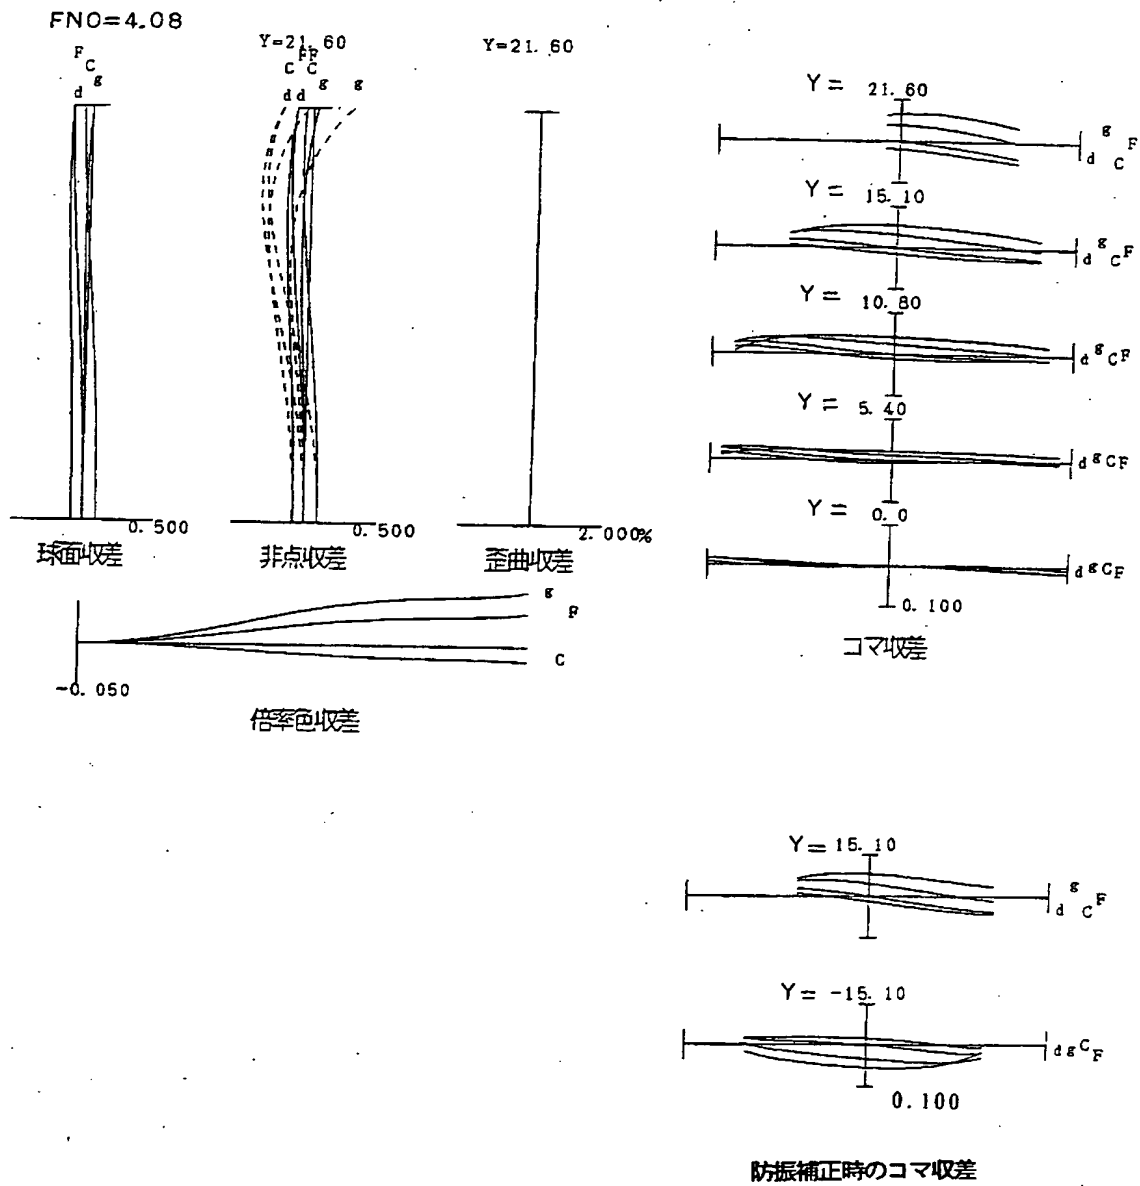 FNO=4.08
Y=21.60
F
C
d
g
C
FF
C
d
d
g
g
0.500
球面収差
0.500
非点収差
Y=21.60
2.000%
歪曲収差
g
F
C
-0.050
倍率色収差
Y= 21.60
d g C F
Y= 15.10
d g C F
Y= 10.80
d g C F
Y= 5.40
d g C F
Y= 0.0
d g C F
0.100
コマ収差
Y= 15.10
d g C F
Y= -15.10
d g C F
0.100
防振補正時のコマ収差